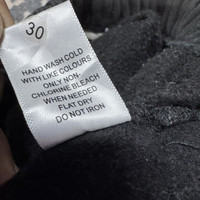 30
HAND WASH COLD
WITH LIKE COLOURS
ONLY NON-
CHLORINE BLEACH
WHEN NEEDED
FLAT DRY
DO NOT IRON